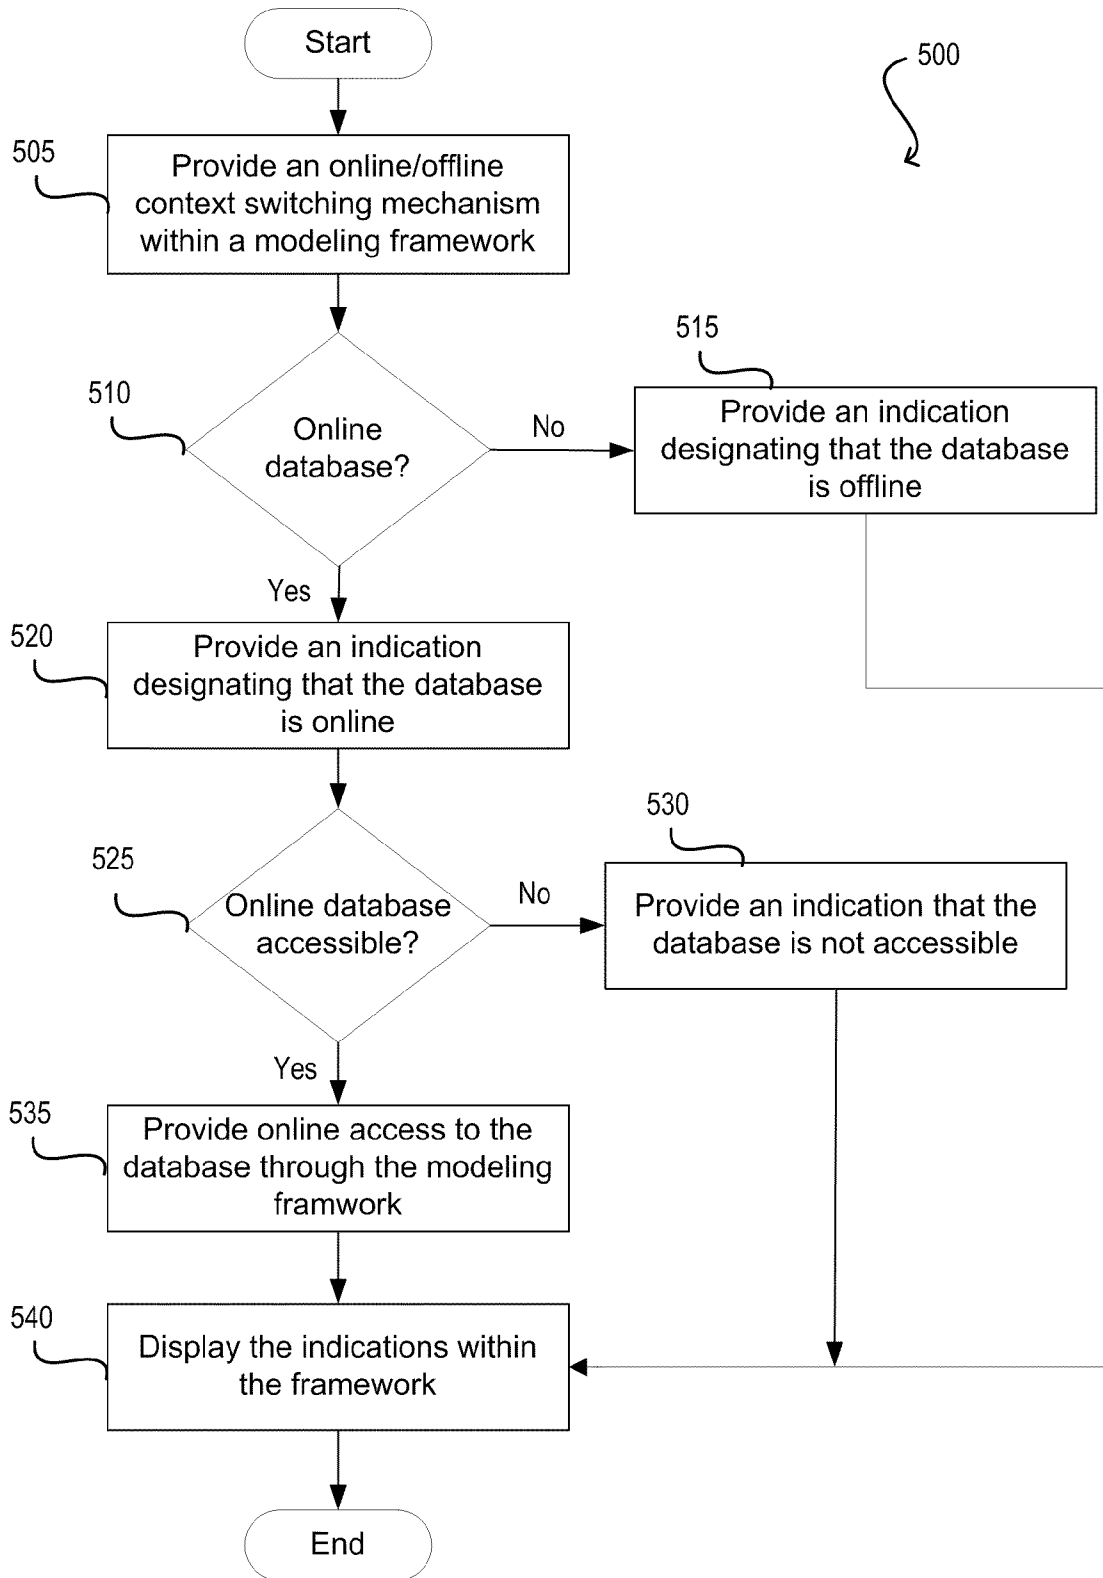 Start
500
505
Provide an online/offline
context switching mechanism
within a modeling framework
510
Online
database?
No
515
Provide an indication
designating that the database
is offline
Yes
520
Provide an indication
designating that the database
is online
525
Online database
accessible?
No
530
Provide an indication that the
database is not accessible
Yes
535
Provide online access to the
database through the modeling
framwork
540
Display the indications within
the framework
End